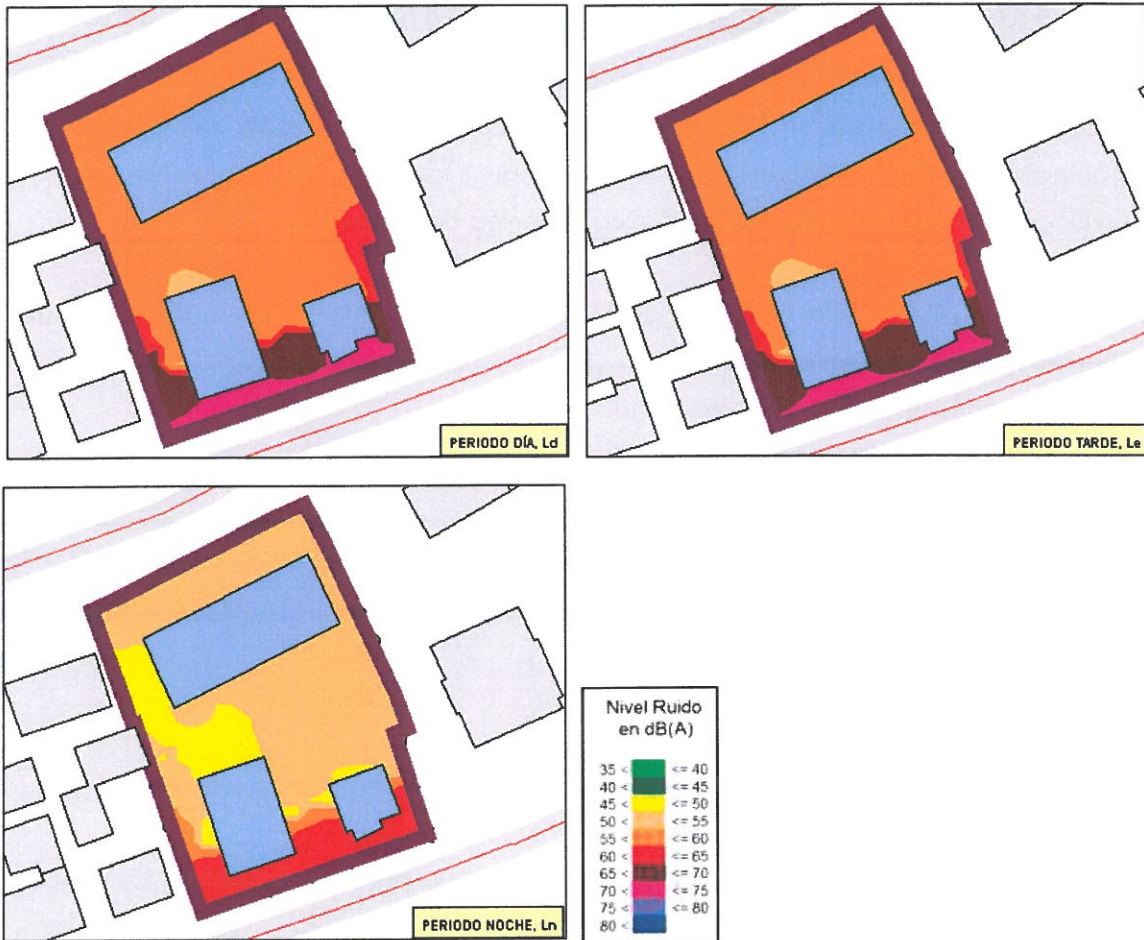 PERIODO DÍA, Ld
PERIODO TARDE, Le
PERIODO NOCHE, Ln
Nivel Ruido
en dB(A)
35 < <= 40
40 < <= 45
45 < <= 50
50 < <= 55
55 < <= 60
60 < <= 65
65 < <= 70
70 < <= 75
75 < <= 80
80 <